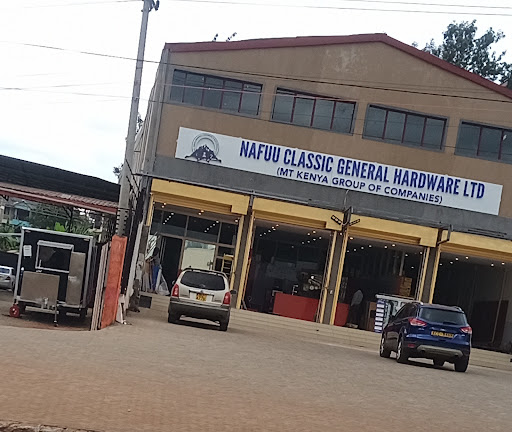 NAFUU CLASSIC GENERAL HARDWARE LTD
(MT KENYA GROUP OF COMPANIES)